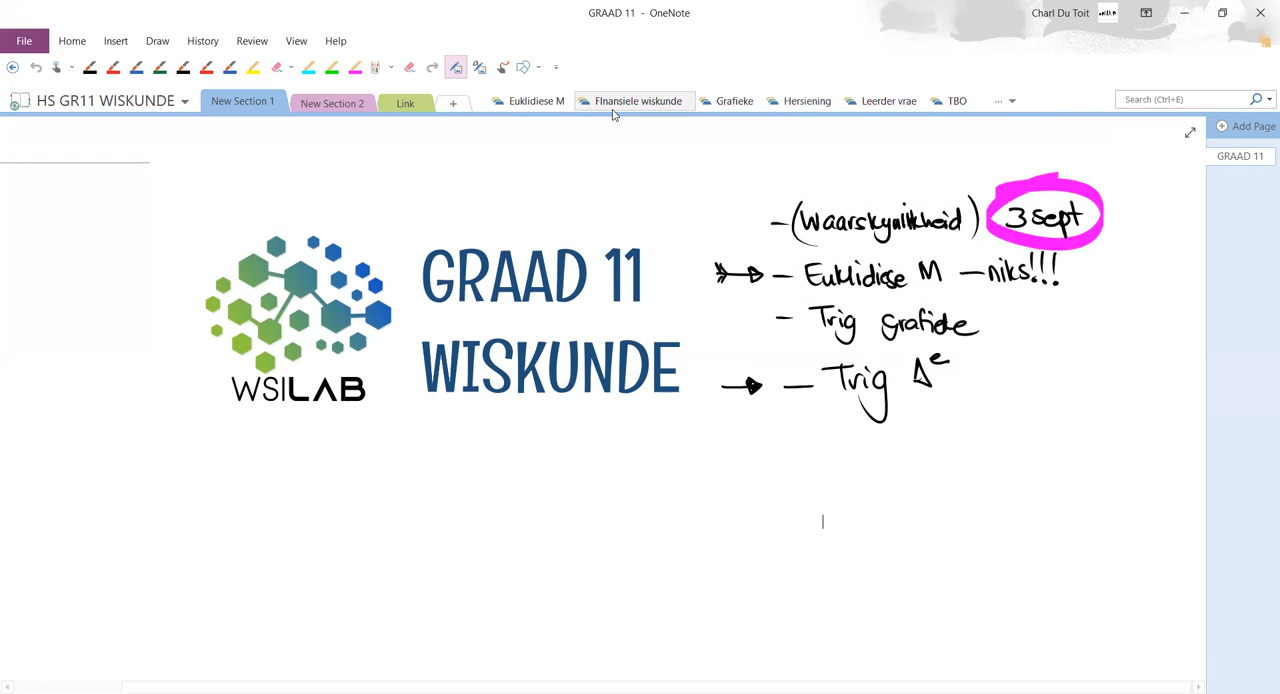 GRAAD 11 - OneNote
Charl Du Toit
File Home Insert Draw History Review View Help
HS GR11 WISKUNDE New Section 1 New Section 2 Link + Euklidiese M FInansiele wiskunde Grafieke Hersiening Leerder vrae TBO ... Search (Ctrl+E)
Add Page
GRAAD 11
- (Waarskynlikheid) 3 Sept
- Euklidiese M - niks!!!
- Trig grafieke
- Trig Δe
GRAAD 11
WISKUNDE
WSILAB